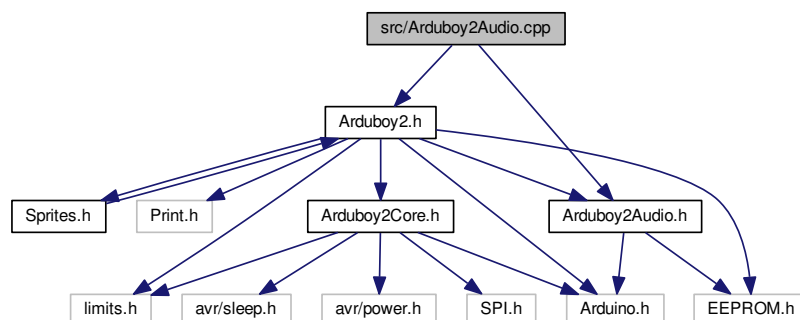 src/Arduboy2Audio.cpp
Arduboy2.h
Sprites.h
Print.h
Arduboy2Core.h
Arduboy2Audio.h
limits.h
avr/sleep.h
avr/power.h
SPI.h
Arduino.h
EEPROM.h